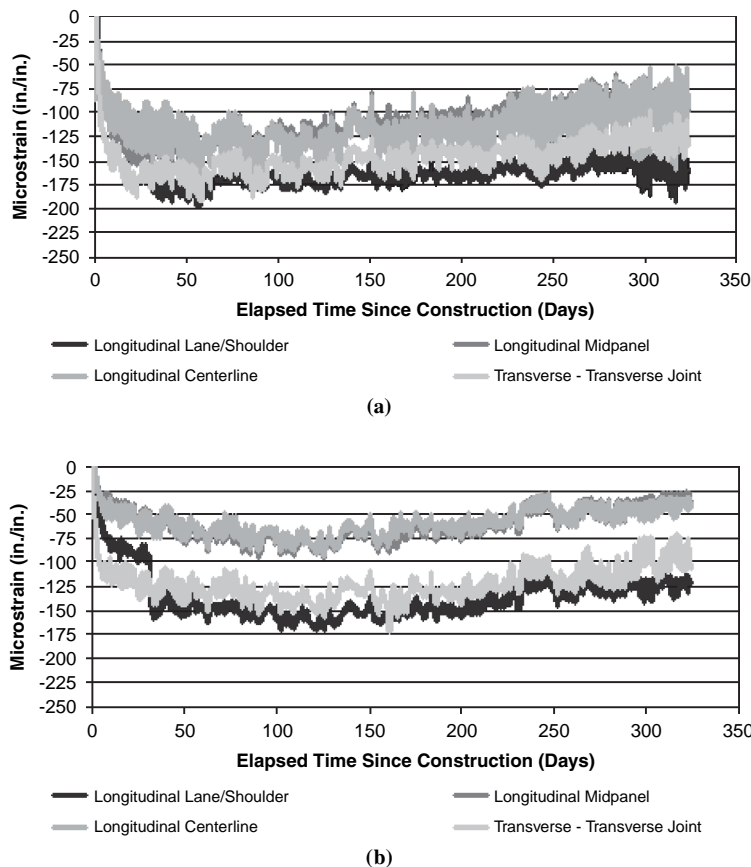 0
-25
-50
-75
-100
-125
-150
-175
-200
-225
-250
Microstrain (in./in.)
0 50 100 150 200 250 300 350
Elapsed Time Since Construction (Days)
Longitudinal Lane/Shoulder Longitudinal Midpanel
Longitudinal Centerline Transverse - Transverse Joint
(a)
0
-25
-50
-75
-100
-125
-150
-175
-200
-225
-250
Microstrain (in./in.)
0 50 100 150 200 250 300 350
Elapsed Time Since Construction (Days)
Longitudinal Lane/Shoulder Longitudinal Midpanel
Longitudinal Centerline Transverse - Transverse Joint
(b)